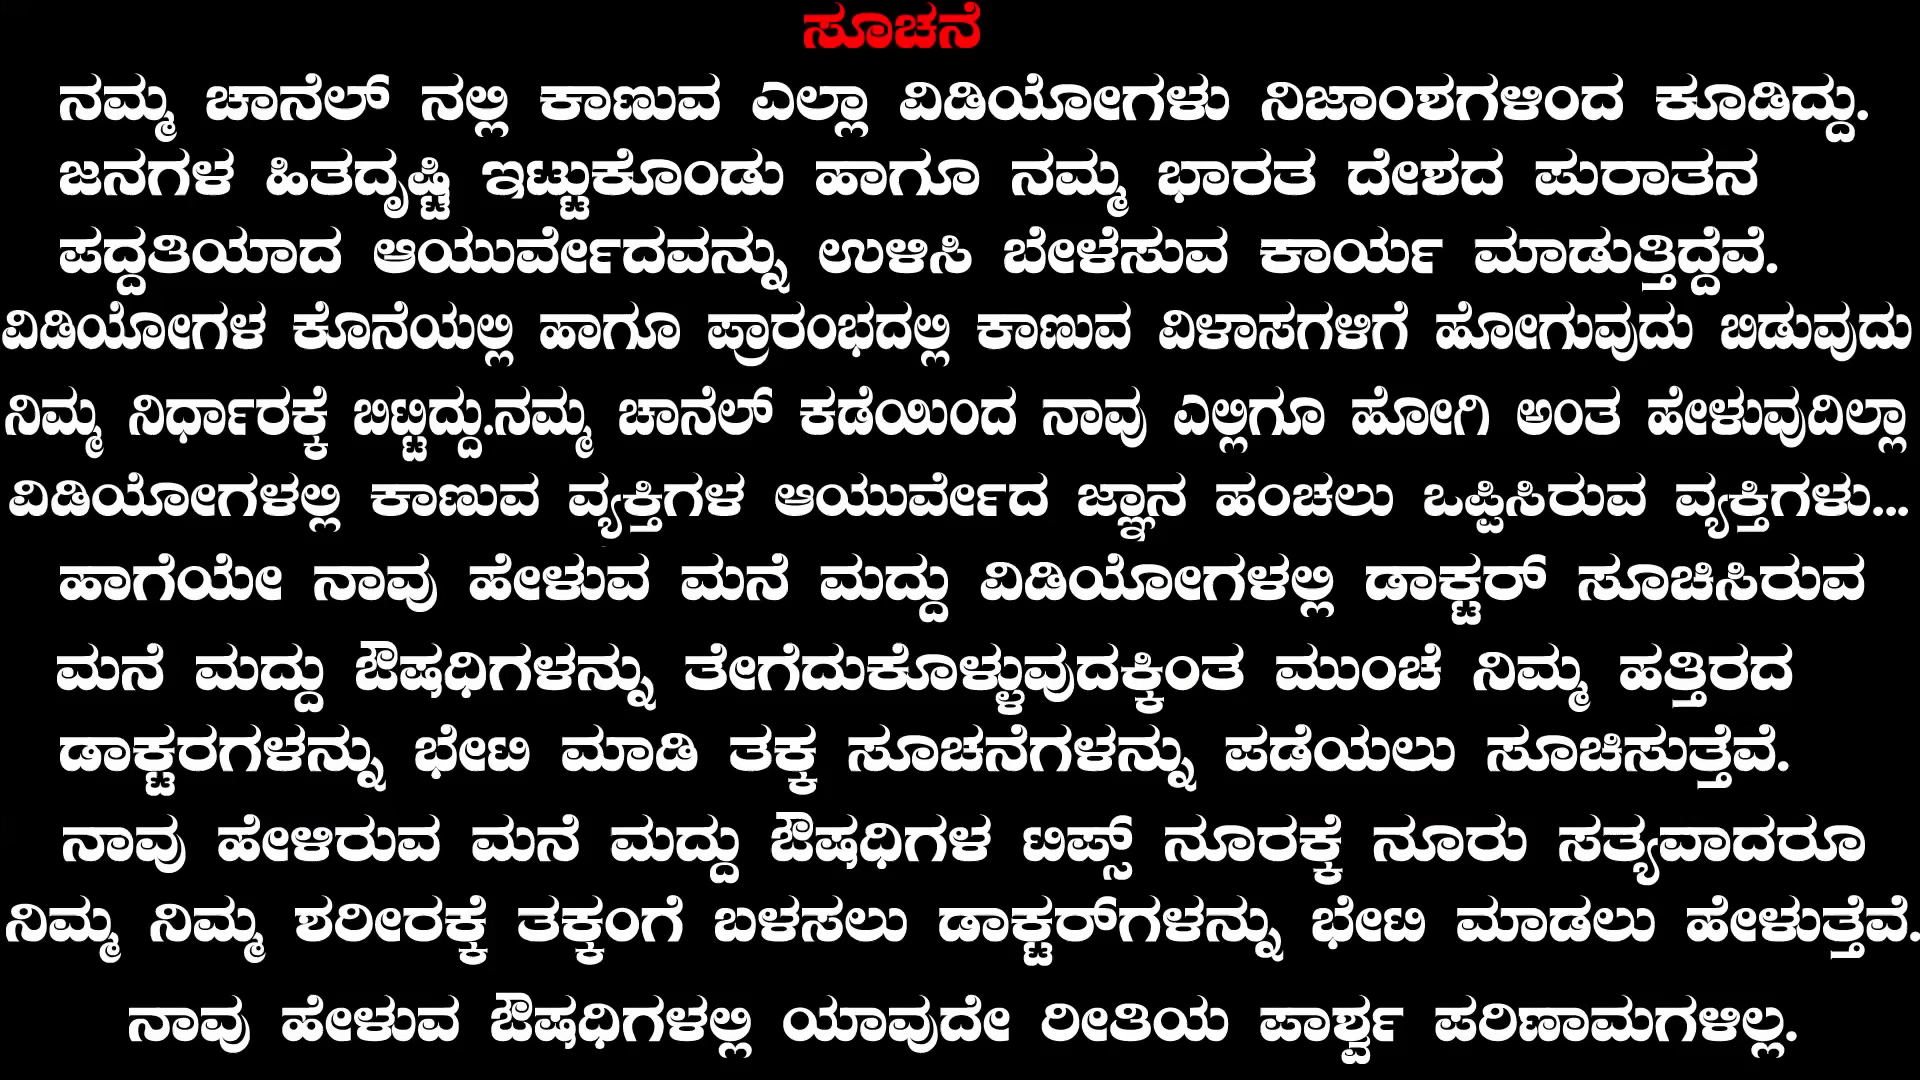 ಸೂಚನೆ
ನಮ್ಮ ಚಾನೆಲ್ ನಲ್ಲಿ ಕಾಣುವ ಎಲ್ಲಾ ವಿಡಿಯೋಗಳು ನಿಜಾಂಶಗಳಿಂದ ಕೂಡಿದ್ದು.
ಜನಗಳ ಹಿತದೃಷ್ಟಿ ಇಟ್ಟುಕೊಂಡು ಹಾಗೂ ನಮ್ಮ ಭಾರತ ದೇಶದ ಪುರಾತನ
ಪದ್ದತಿಯಾದ ಆಯುರ್ವೇದವನ್ನು ಉಳಿಸಿ ಬೇಳೆಸುವ ಕಾರ್ಯ ಮಾಡುತ್ತಿದ್ದೆವೆ.
ವಿಡಿಯೋಗಳ ಕೊನೆಯಲ್ಲಿ ಹಾಗೂ ಪ್ರಾರಂಭದಲ್ಲಿ ಕಾಣುವ ವಿಳಾಸಗಳಿಗೆ ಹೋಗುವುದು ಬಿಡುವುದು
ನಿಮ್ಮ ನಿರ್ಧಾರಕ್ಕೆ ಬಿಟ್ಟಿದ್ದು.ನಮ್ಮ ಚಾನೆಲ್ ಕಡೆಯಿಂದ ನಾವು ಎಲ್ಲಿಗೂ ಹೋಗಿ ಅಂತ ಹೇಳುವುದಿಲ್ಲಾ
ವಿಡಿಯೋಗಳಲ್ಲಿ ಕಾಣುವ ವ್ಯಕ್ತಿಗಳ ಆಯುರ್ವೇದ ಜ್ಞಾನ ಹಂಚಲು ಒಪ್ಪಿಸಿರುವ ವ್ಯಕ್ತಿಗಳು...
ಹಾಗೆಯೇ ನಾವು ಹೇಳುವ ಮನೆ ಮದ್ದು ವಿಡಿಯೋಗಳಲ್ಲಿ ಡಾಕ್ಟರ್ ಸೂಚಿಸಿರುವ
ಮನೆ ಮದ್ದು ಔಷಧಿಗಳನ್ನು ತೇಗೆದುಕೊಳ್ಳುವುದಕ್ಕಿಂತ ಮುಂಚೆ ನಿಮ್ಮ ಹತ್ತಿರದ
ಡಾಕ್ಟರಗಳನ್ನು ಭೇಟಿ ಮಾಡಿ ತಕ್ಕ ಸೂಚನೆಗಳನ್ನು ಪಡೆಯಲು ಸೂಚಿಸುತ್ತೆವೆ.
ನಾವು ಹೇಳಿರುವ ಮನೆ ಮದ್ದು ಔಷಧಿಗಳ ಟಿಪ್ಸ್ ನೂರಕ್ಕೆ ನೂರು ಸತ್ಯವಾದರೂ
ನಿಮ್ಮ ನಿಮ್ಮ ಶರೀರಕ್ಕೆ ತಕ್ಕಂಗೆ ಬಳಸಲು ಡಾಕ್ಟರ್‌ಗಳನ್ನು ಭೇಟಿ ಮಾಡಲು ಹೇಳುತ್ತೆವೆ.
ನಾವು ಹೇಳುವ ಔಷಧಿಗಳಲ್ಲಿ ಯಾವುದೇ ರೀತಿಯ ಪಾರ್ಶ್ವ ಪರಿಣಾಮಗಳಿಲ್ಲ.